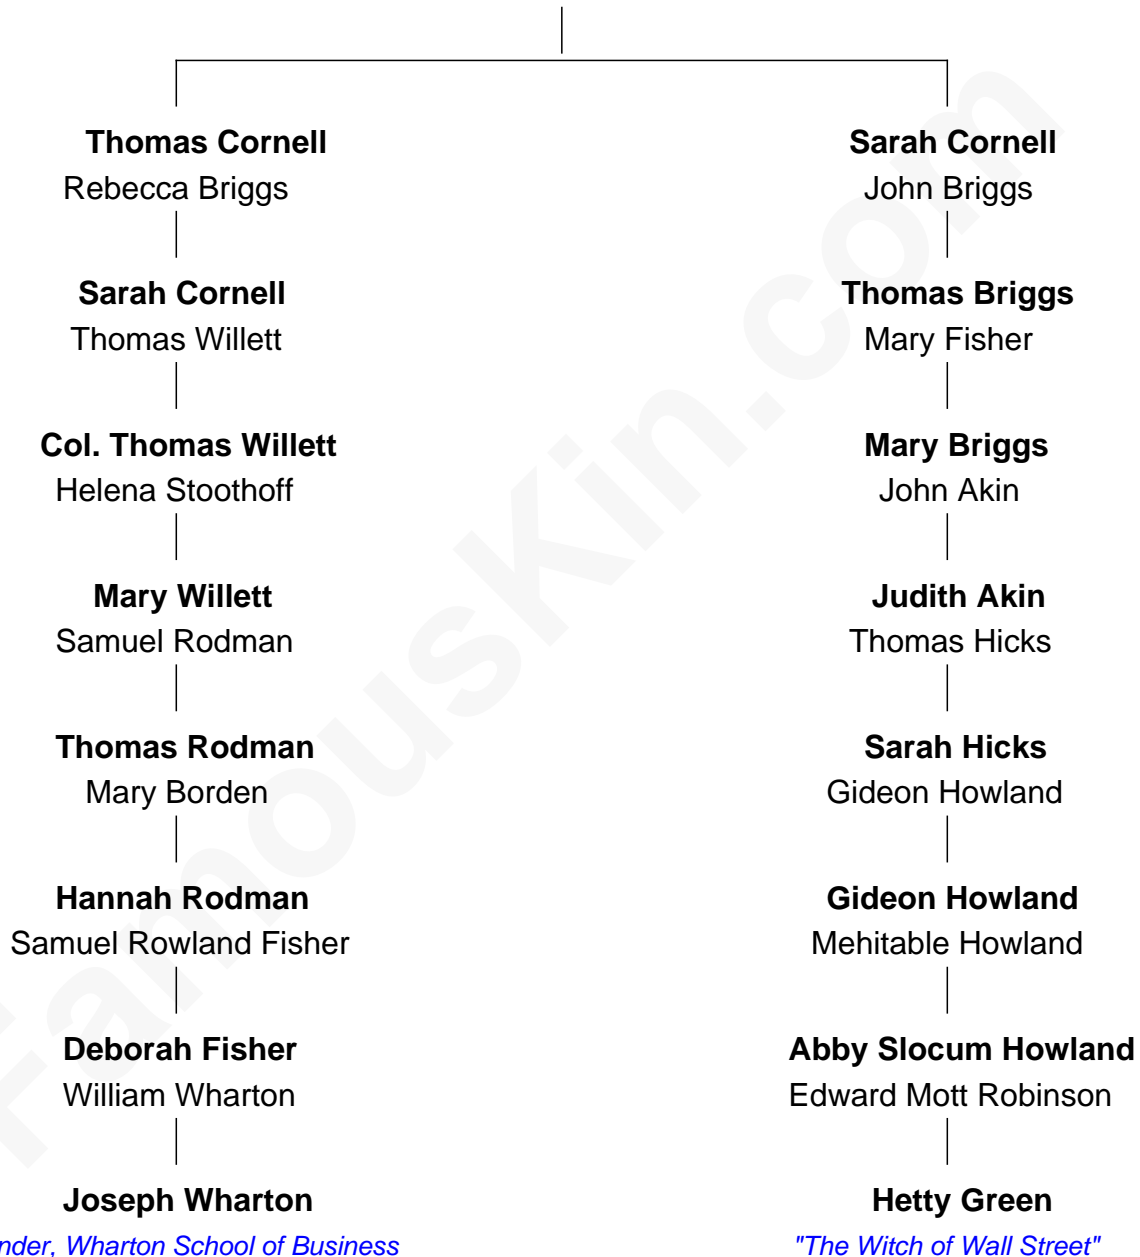 Thomas Cornell
Rebecca Briggs
Sarah Cornell
John Briggs
Sarah Cornell
Thomas Willett
Thomas Briggs
Mary Fisher
Col. Thomas Willett
Helena Stoothoff
Mary Briggs
John Akin
Mary Willett
Samuel Rodman
Judith Akin
Thomas Hicks
Thomas Rodman
Mary Borden
Sarah Hicks
Gideon Howland
Hannah Rodman
Samuel Rowland Fisher
Gideon Howland
Mehitable Howland
Deborah Fisher
William Wharton
Abby Slocum Howland
Edward Mott Robinson
Joseph Wharton
nder, Wharton School of Business
Hetty Green
"The Witch of Wall Street"
FamousKin.com